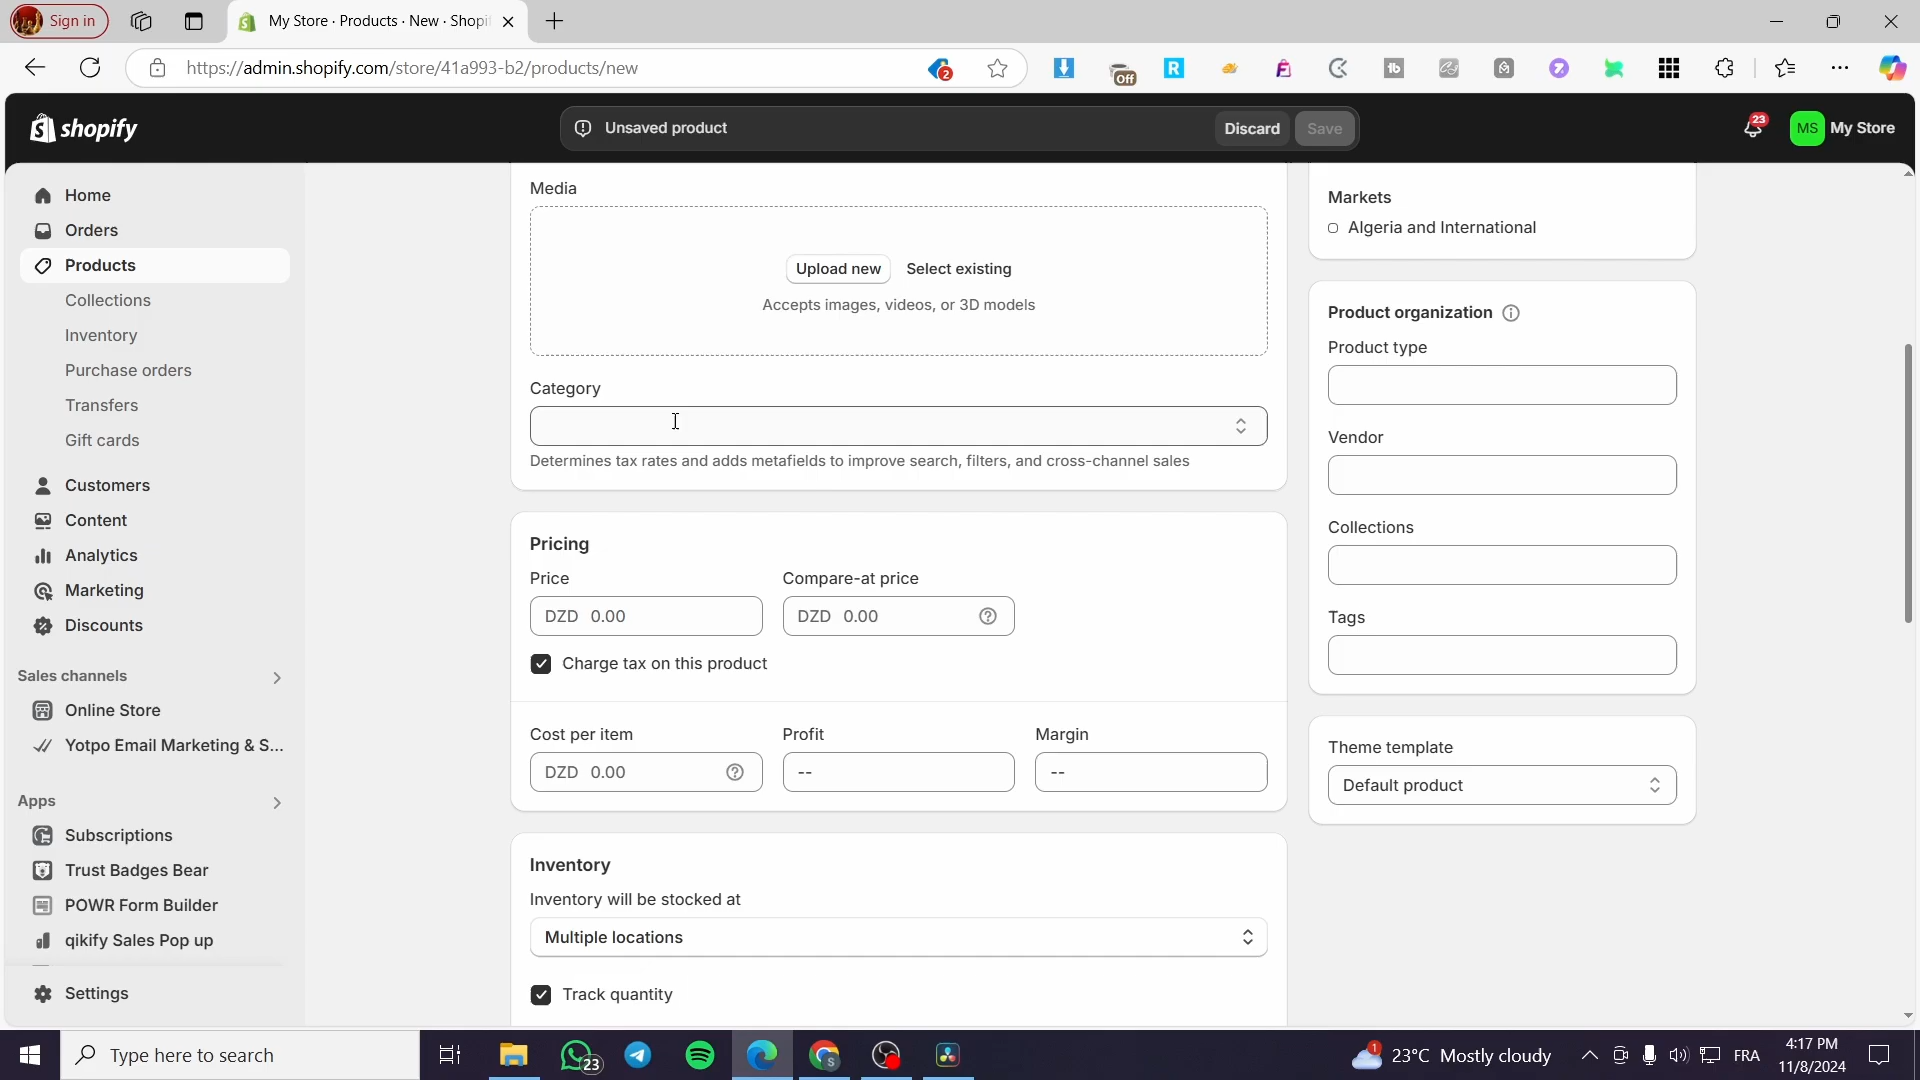 Sign in
My Store · Products · New · Shopi
https://admin.shopify.com/store/41a993-b2/products/new
2
Off
shopify
Unsaved product
Discard
Save
23
MS
My Store
Home
Orders
Products
Collections
Inventory
Purchase orders
Transfers
Gift cards
Customers
Content
Analytics
Marketing
Discounts
Sales channels
Online Store
Yotpo Email Marketing & S...
Apps
Subscriptions
Trust Badges Bear
POWR Form Builder
qikify Sales Pop up
Settings
Media
Upload new
Select existing
Accepts images, videos, or 3D models
Category
Determines tax rates and adds metafields to improve search, filters, and cross-channel sales
Pricing
Price
Compare-at price
DZD 0.00
DZD 0.00
Charge tax on this product
Cost per item
Profit
Margin
DZD 0.00
--
--
Inventory
Inventory will be stocked at
Multiple locations
Track quantity
Markets
Algeria and International
Product organization
Product type
Vendor
Collections
Tags
Theme template
Default product
Type here to search
23
1
23°C Mostly cloudy
FRA
4:17 PM
11/8/2024